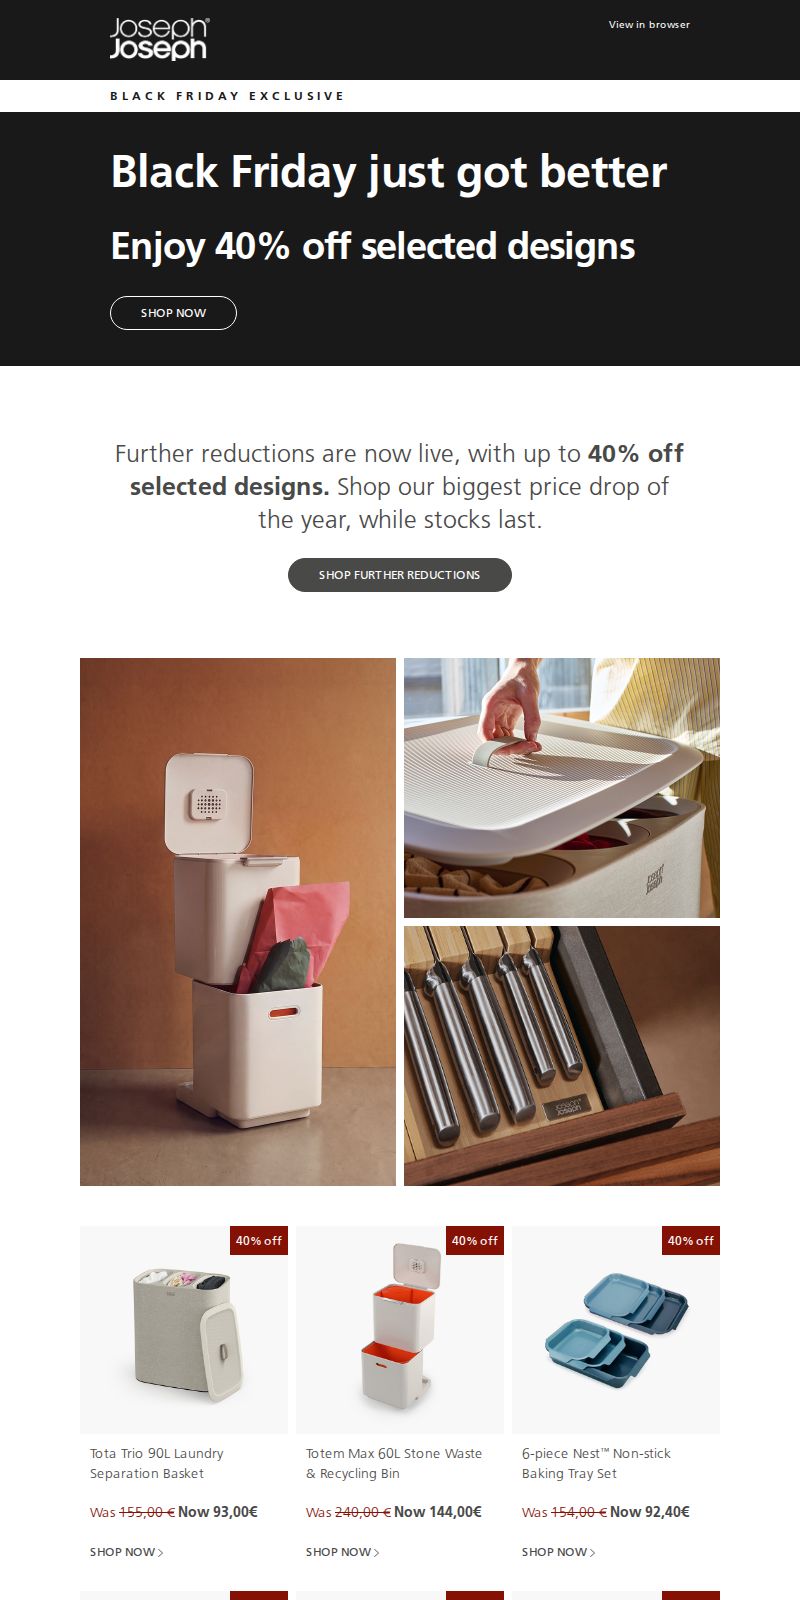 Joseph®
Joseph
View in browser
BLACK FRIDAY EXCLUSIVE
Black Friday just got better
Enjoy 40% off selected designs
SHOP NOW
Further reductions are now live, with up to 40% off
selected designs. Shop our biggest price drop of
the year, while stocks last.
SHOP FURTHER REDUCTIONS
Joseph
Joseph
Joseph
Joseph
40% off
40% off
40% off
Tota Trio 90L Laundry
Separation Basket
Totem Max 60L Stone Waste
& Recycling Bin
6-piece Nest™ Non-stick
Baking Tray Set
Was 155,00 € Now 93,00€
Was 240,00 € Now 144,00€
Was 154,00 € Now 92,40€
SHOP NOW >
SHOP NOW >
SHOP NOW >